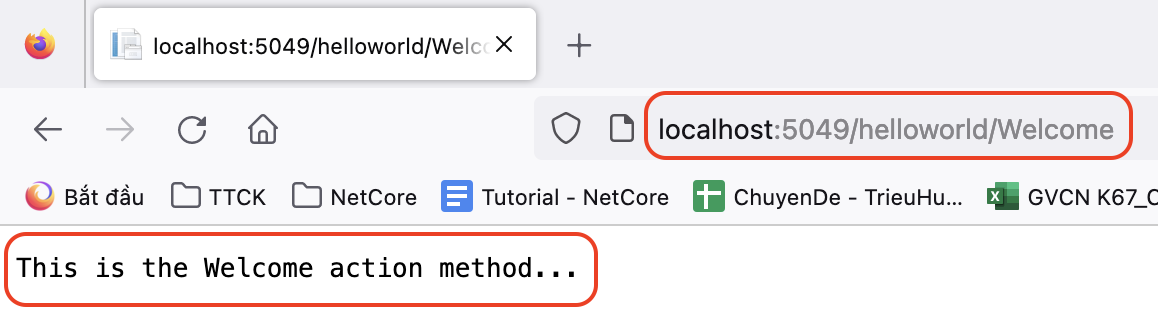 localhost:5049/helloworld/Welc
localhost:5049/helloworld/Welcome
Bắt đầu TTCK NetCore Tutorial - NetCore ChuyenDe - TrieuHu... GVCN K67_C
This is the Welcome action method...